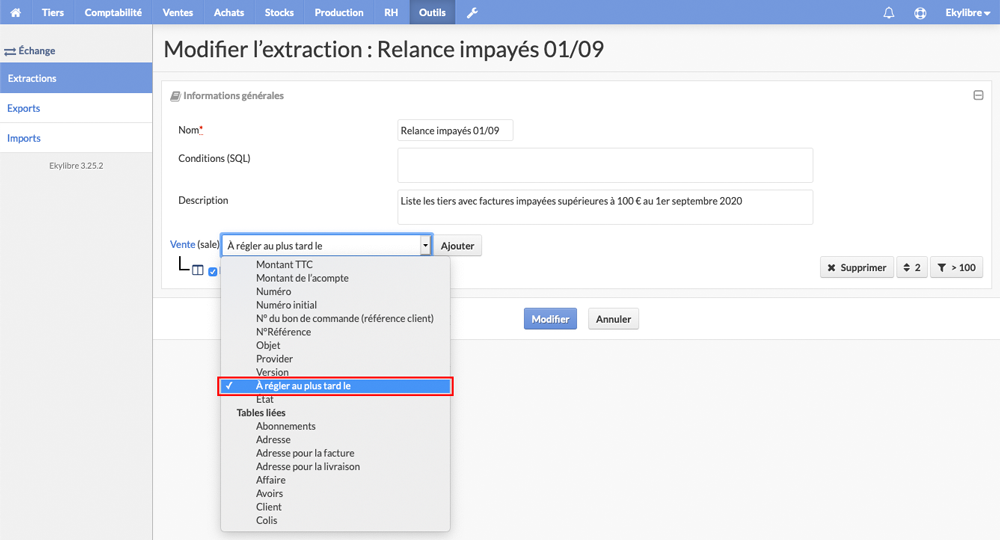 Tiers Comptabilité Ventes Achats Stocks Production RH Outils Ekylibre
Échange
Extractions
Exports
Imports
Ekylibre 3.25.2
Modifier l’extraction : Relance impayés 01/09
Informations générales
Nom* Relance impayés 01/09
Conditions (SQL)
Description Liste les tiers avec factures impayées supérieures à 100 € au 1er septembre 2020
Vente (sale) À régler au plus tard le Ajouter
Supprimer 2 > 100
Montant TTC
Montant de l’acompte
Numéro
Numéro initial
N° du bon de commande (référence client)
N°Référence
Objet
Provider
Version
À régler au plus tard le
État
Tables liées
Abonnements
Adresse
Adresse pour la facture
Adresse pour la livraison
Affaire
Avoirs
Client
Colis
Modifier Annuler